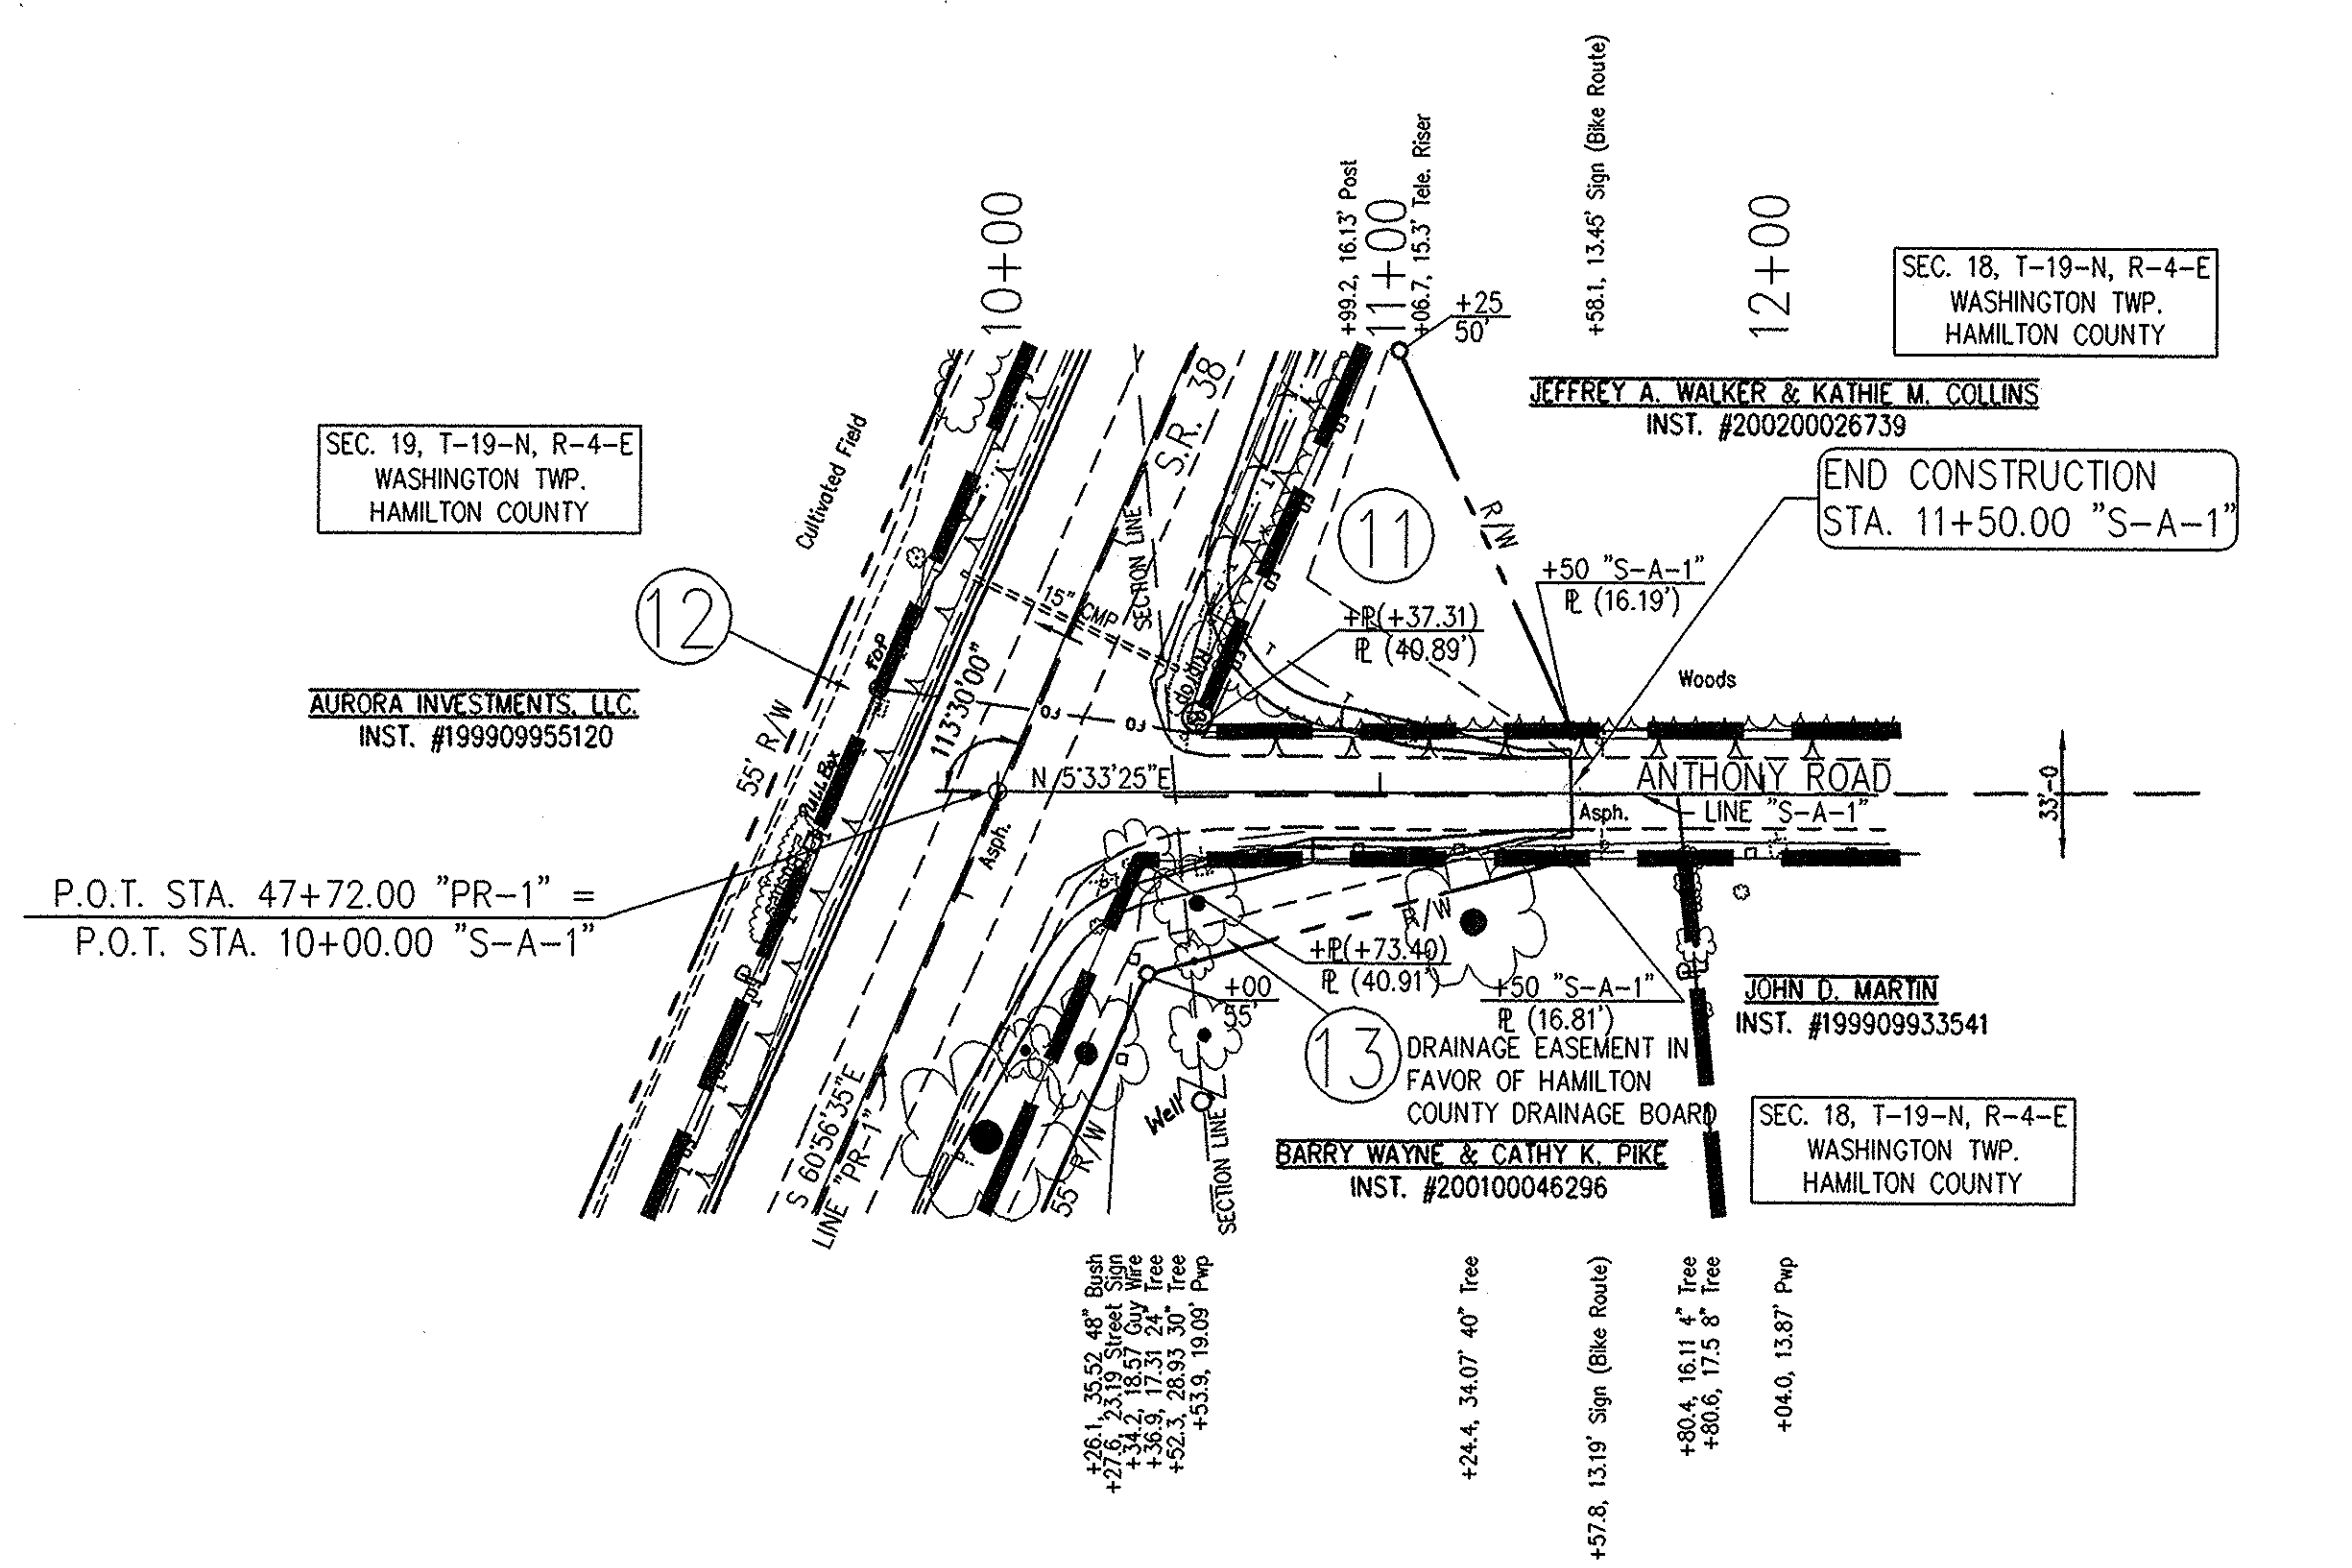 +58.1, 13.45' Sign (Bike Route)
+99.2, 16.13' Post
+06.7, 15.3' Tele. Riser
10+00
11+00
12+00
+25
50'
SEC. 18, T-19-N, R-4-E
WASHINGTON TWP.
HAMILTON COUNTY
JEFFREY A. WALKER & KATHIE M. COLLINS
INST. #200200026739
SEC. 19, T-19-N, R-4-E
WASHINGTON TWP.
HAMILTON COUNTY
Cultivated Field
S.R. 38
SECTION LINE
END CONSTRUCTION
STA. 11+50.00 "S-A-1"
11
R/W
+50 "S-A-1"
PL (16.19')
12
15" CMP
+PL(+37.31)
PL (40.89')
FOP
Riprap
113°30'00"
Woods
AURORA INVESTMENTS, LLC.
INST. #199909955120
55' R/W
PULL Box
N 5°33'25"E
ANTHONY ROAD
33'-0
Asph.
LINE "S-A-1"
Asph.
P.O.T. STA. 47+72.00 "PR-1" =
P.O.T. STA. 10+00.00 "S-A-1"
R/W
+PL(+73.40)
PL (40.91')
+00
55'
+50 "S-A-1"
PL (16.81')
JOHN D. MARTIN
INST. #199909933541
13
DRAINAGE EASEMENT IN
FAVOR OF HAMILTON
COUNTY DRAINAGE BOARD
S 60°56'35"E
LINE "PR-1"
Well
55' R/W
SECTION LINE
BARRY WAYNE & CATHY K. PIKE
INST. #200100046296
SEC. 18, T-19-N, R-4-E
WASHINGTON TWP.
HAMILTON COUNTY
+26.1, 35.52 48" Bush
+27.6, 23.19 Street Sign
+34.2, 18.57 Guy Wire
+36.9, 17.31 24" Tree
+52.3, 28.93 30" Tree
+53.9, 19.09' Pwp
+24.4, 34.07' 40" Tree
+57.8, 13.19' Sign (Bike Route)
+80.4, 16.11 4" Tree
+80.6, 17.5 8" Tree
+04.0, 13.87' Pwp